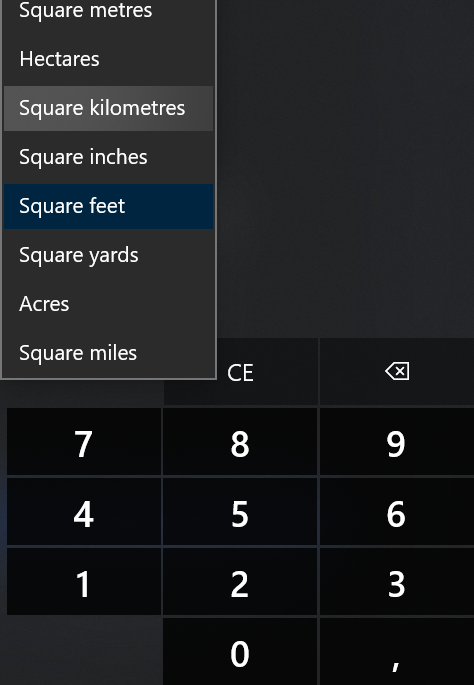 Square metres
Hectares
Square kilometres
Square inches
Square feet
Square yards
Acres
Square miles
CE
7 8 9
4 5 6
1 2 3
0 ,